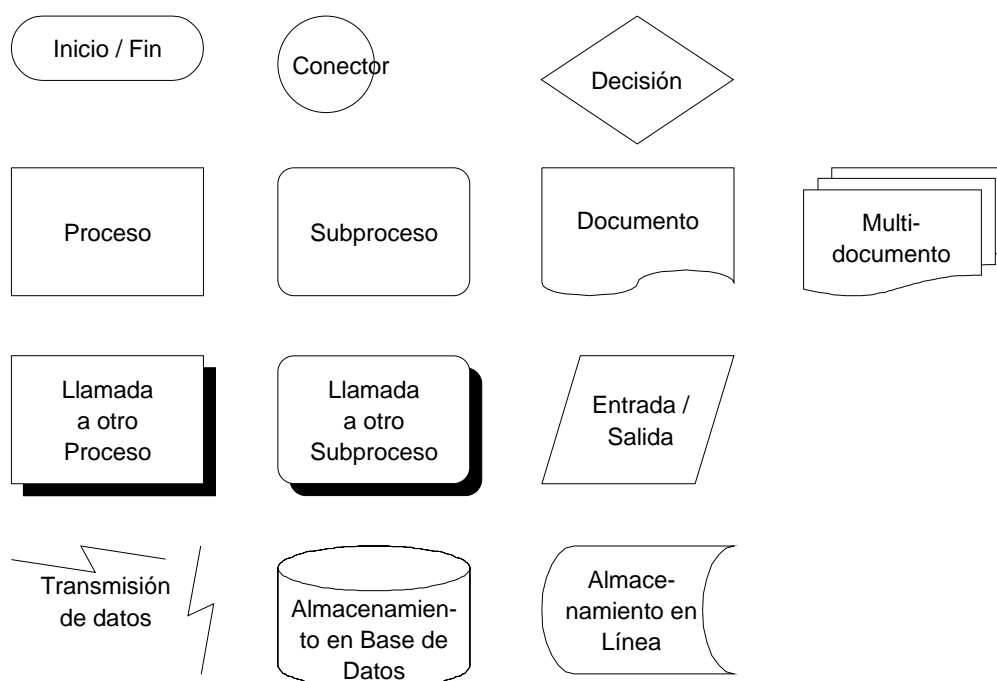 Inicio / Fin
Conector
Decisión
Proceso
Subproceso
Documento
Multi-
documento
Llamada
a otro
Proceso
Llamada
a otro
Subproceso
Entrada /
Salida
Transmisión
de datos
Almacenamien-
to en Base de
Datos
Almace-
namiento en
Línea